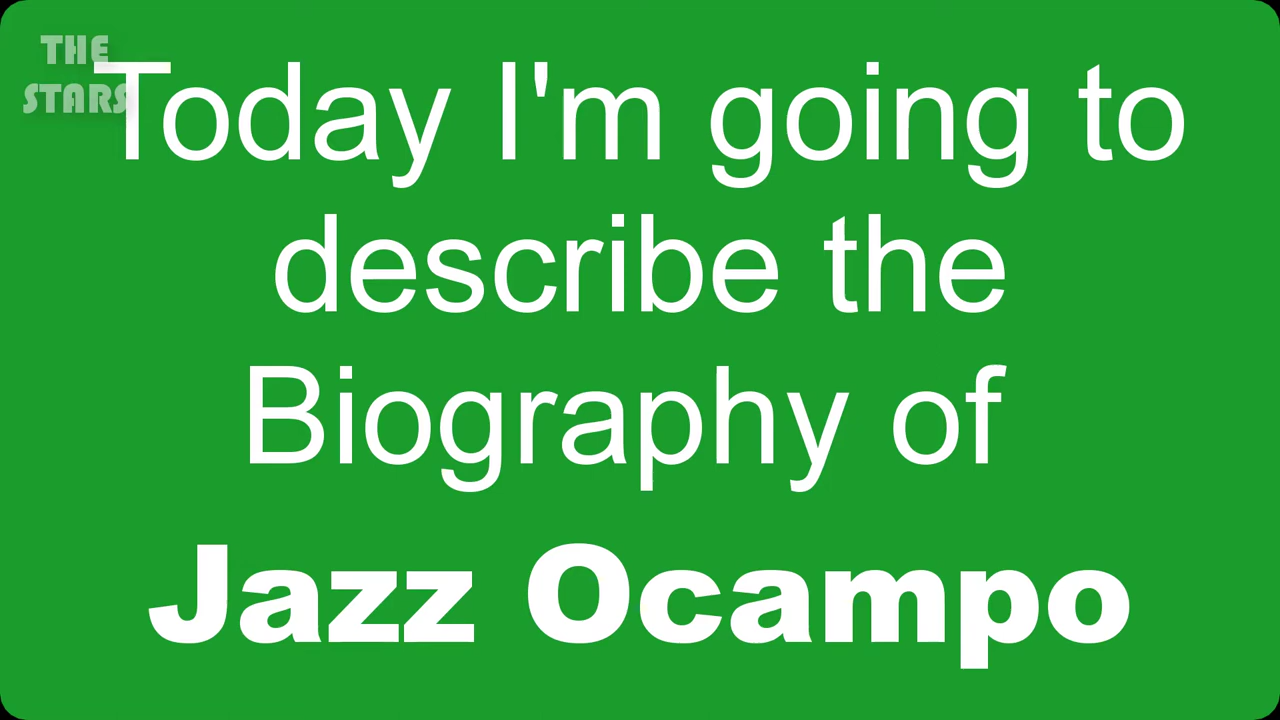 THE
STARS
Today I'm going to
describe the
Biography of
Jazz Ocampo